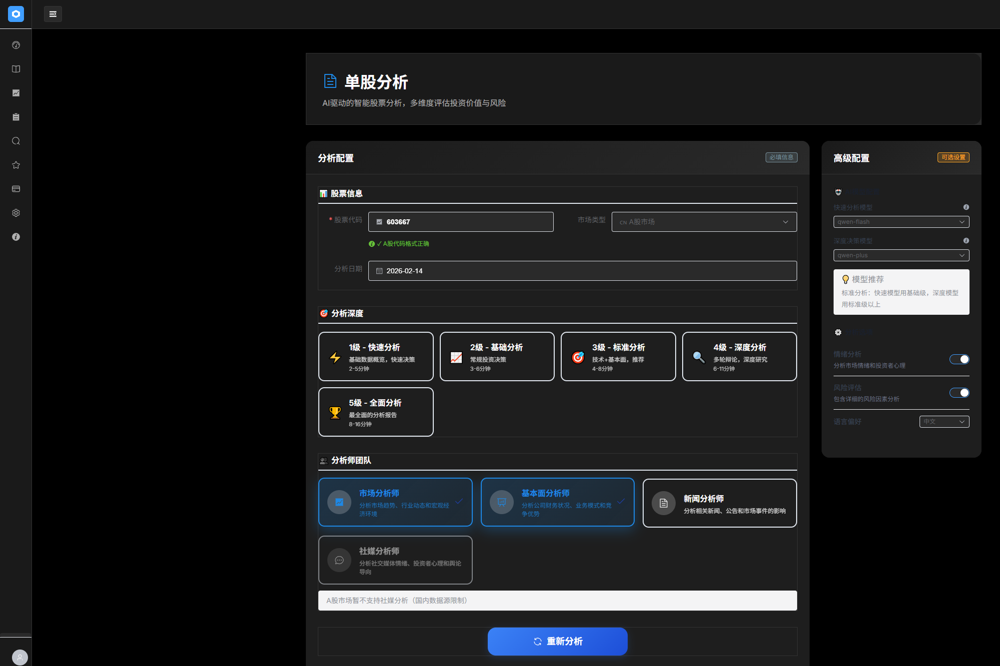 单股分析
AI驱动的智能股票分析，多维度评估投资价值与风险
分析配置
必填信息
股票信息
* 股票代码
603667
市场类型
CN A股市场
✓ A股代码格式正确
分析日期
2026-02-14
分析深度
1级 - 快速分析
基础数据概览，快速决策
2-5分钟
2级 - 基础分析
常规投资决策
3-6分钟
3级 - 标准分析
技术+基本面，推荐
4-8分钟
4级 - 深度分析
多轮辩论，深度研究
6-11分钟
5级 - 全面分析
最全面的分析报告
8-16分钟
分析师团队
市场分析师
分析市场趋势、行业动态和宏观经
济环境
基本面分析师
分析公司财务状况、业务模式和竞
争优势
新闻分析师
分析相关新闻、公告和市场事件的影响
社媒分析师
分析社交媒体情绪、投资者心理和舆论
导向
A股市场暂不支持社媒分析（国内数据源限制）
重新分析
高级配置
可选设置
快速分析模型
qwen-flash
深度决策模型
qwen-plus
模型推荐
标准分析：快速模型用基础级，深度模型
用标准级以上
情绪分析
分析市场情绪和投资者心理
风险评估
包含详细的风险因素分析
语言偏好
中文